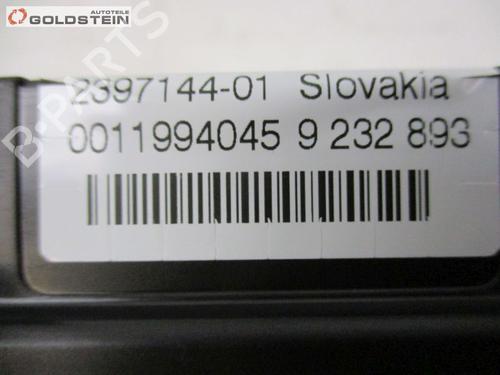 AUTOTEILE
GOLDSTEIN
B-PARTS
2397144-01 Slovakia
0011994045 9 232 893